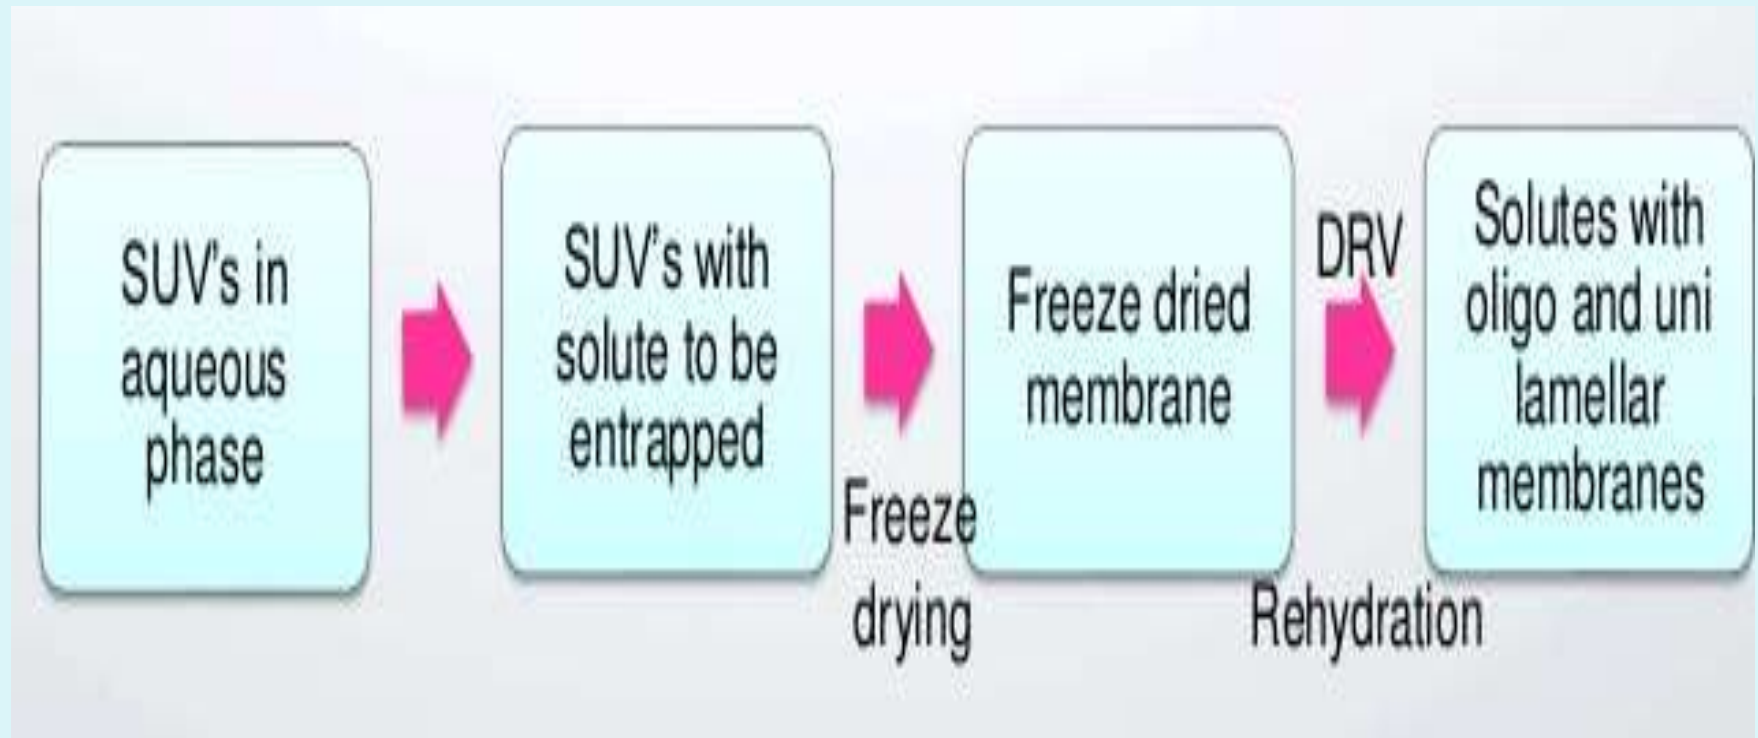 SUV's in
aqueous
phase
SUV's with
solute to be
entrapped
Freeze
drying
Freeze dried
membrane
DRV
Rehydration
Solutes with
oligo and uni
lamellar
membranes